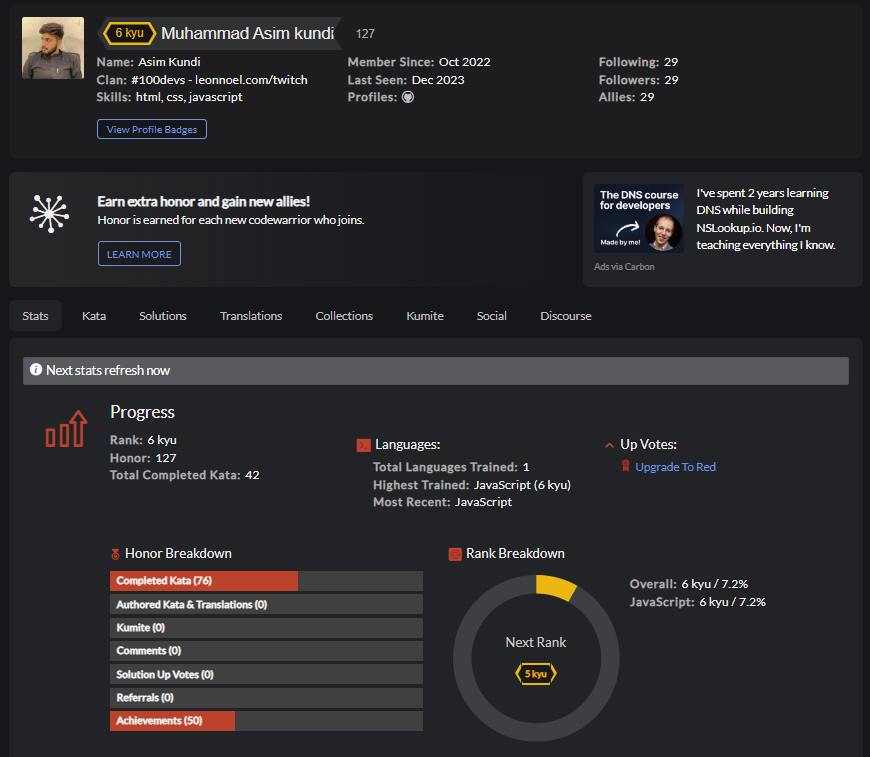 6 kyu Muhammad Asim kundi 127
Name: Asim Kundi
Clan: #100devs - leonnoel.com/twitch
Skills: html, css, javascript
Member Since: Oct 2022
Last Seen: Dec 2023
Profiles:
Following: 29
Followers: 29
Allies: 29
View Profile Badges
Earn extra honor and gain new allies!
Honor is earned for each new codewarrior who joins.
LEARN MORE
The DNS course
for developers
Made by me!
I've spent 2 years learning
DNS while building
NSLookup.io. Now, I'm
teaching everything I know.
Ads via Carbon
Stats Kata Solutions Translations Collections Kumite Social Discourse
Next stats refresh now
Progress
Rank: 6 kyu
Honor: 127
Total Completed Kata: 42
Languages:
Total Languages Trained: 1
Highest Trained: JavaScript (6 kyu)
Most Recent: JavaScript
Up Votes:
Upgrade To Red
Honor Breakdown
Completed Kata (76)
Authored Kata & Translations (0)
Kumite (0)
Comments (0)
Solution Up Votes (0)
Referrals (0)
Achievements (50)
Rank Breakdown
Next Rank
5 kyu
Overall: 6 kyu / 7.2%
JavaScript: 6 kyu / 7.2%